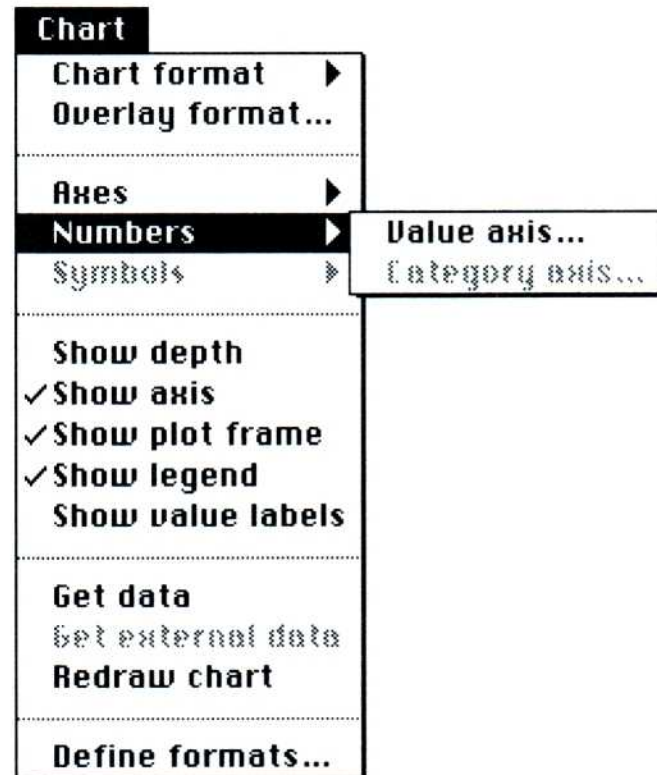 Chart
Chart format
Overlay format...
Axes
Numbers
Value axis...
Symbols
Category axis...
Show depth
✓Show axis
✓Show plot frame
✓Show legend
Show value labels
Get data
Get external data
Redraw chart
Define formats...